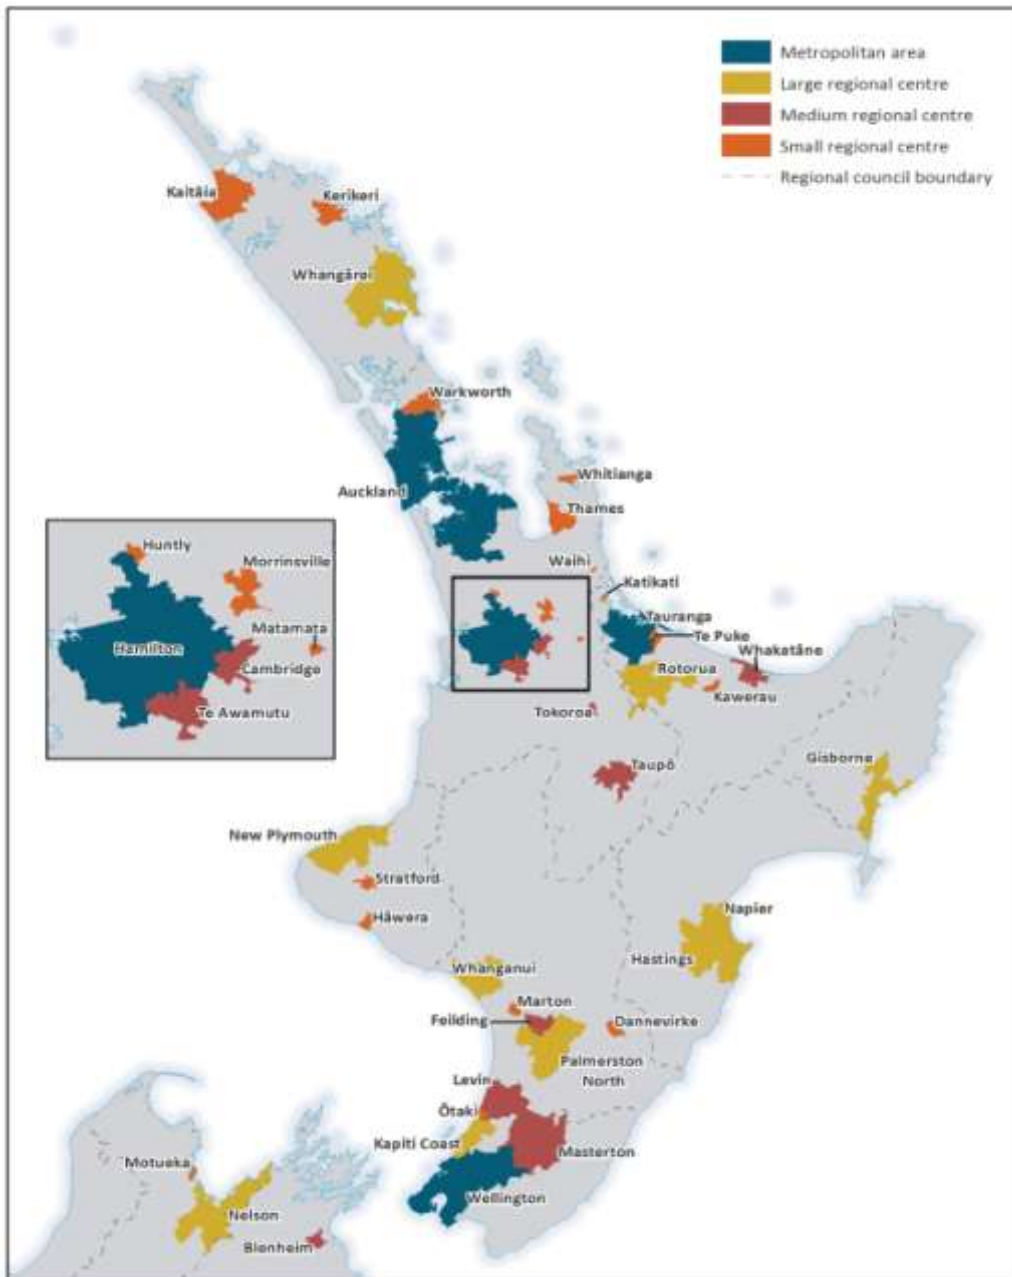 Metropolitan area
Large regional centre
Medium regional centre
Small regional centre
Regional council boundary
Kaitāia
Kerikeri
Whangārei
Warkworth
Auckland
Whitianga
Thames
Waihi
Katikati
Tauranga
Te Puke
Whakatāne
Rotorua
Kawerau
Tokoroa
Taupō
Gisborne
Huntly
Morrinsville
Matamata
Hamilton
Cambridge
Te Awamutu
New Plymouth
Stratford
Hāwera
Napier
Hastings
Whanganui
Marton
Feilding
Dannevirke
Palmerston
North
Levin
Ōtaki
Kapiti Coast
Masterton
Wellington
Motueka
Nelson
Blenheim